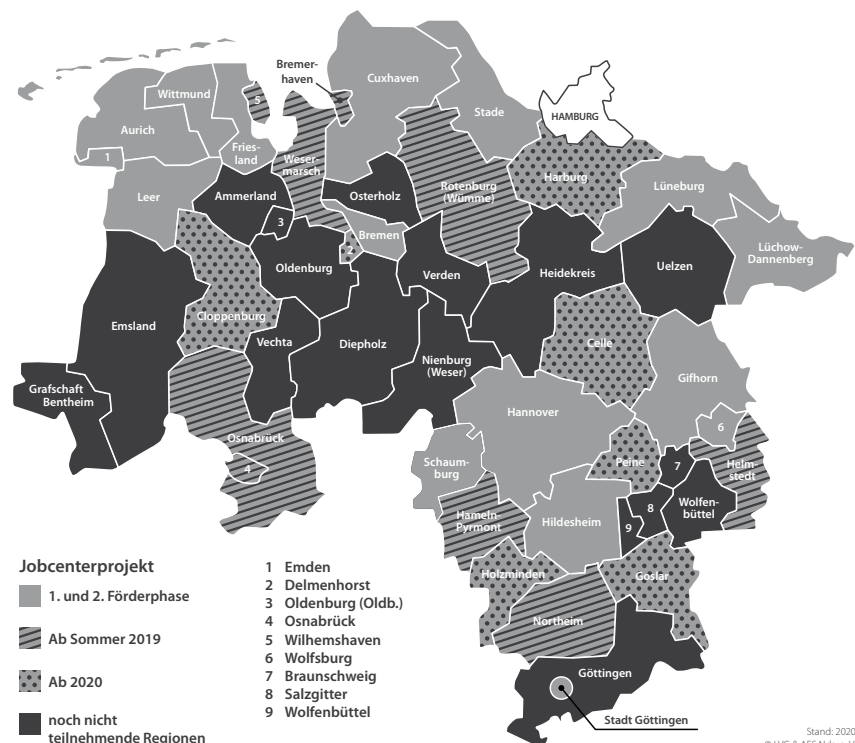 Bremer-
haven
Cuxhaven
Wittmund
5
Stade
HAMBURG
Aurich
1
Fries-
land
Weser-
marsch
Leer
Ammerland
Osterholz
Rotenburg
(Wümme)
Harburg
Lüneburg
3
Bremen
2
Oldenburg
Verden
Heidekreis
Uelzen
Lüchow-
Dannenberg
Emsland
Cloppenburg
Vechta
Diepholz
Nienburg
(Weser)
Celle
Gifhorn
Grafschaft
Bentheim
Hannover
6
Osnabrück
4
Schaum-
burg
Peine
7
Helm-
stedt
Hameln-
Pyrmont
Hildesheim
9
8
Wolfen-
büttel
Holzminden
Goslar
Northeim
Göttingen
Stadt Göttingen
Jobcenterprojekt
1. und 2. Förderphase
Ab Sommer 2019
Ab 2020
noch nicht
teilnehmende Regionen
1 Emden
2 Delmenhorst
3 Oldenburg (Oldb.)
4 Osnabrück
5 Wilhemshaven
6 Wolfsburg
7 Braunschweig
8 Salzgitter
9 Wolfenbüttel
Stand: 2020